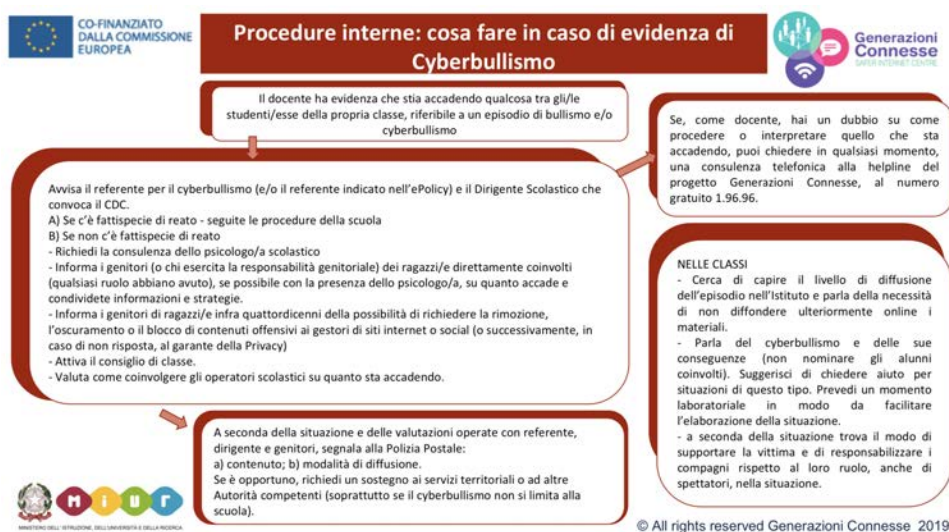 CO-FINANZIATO
DALLA COMMISSIONE
EUROPEA
Procedure interne: cosa fare in caso di evidenza di
Cyberbullismo
Generazioni
Connesse
SAFER INTERNET CENTRE
Il docente ha evidenza che stia accadendo qualcosa tra gli/le
studenti/esse della propria classe, riferibile a un episodio di bullismo e/o
cyberbullismo
Se, come docente, hai un dubbio su come
procedere o interpretare quello che sta
accadendo, puoi chiedere in qualsiasi momento,
una consulenza telefonica alla helpline del
progetto Generazioni Connesse, al numero
gratuito 1.96.96.
Avvisa il referente per il cyberbullismo (e/o il referente indicato nell'ePolicy) e il Dirigente Scolastico che
convoca il CDC.
A) Se c'è fattispecie di reato - seguite le procedure della scuola
B) Se non c'è fattispecie di reato
- Richiedi la consulenza dello psicologo/a scolastico
- Informa i genitori (o chi esercita la responsabilità genitoriale) dei ragazzi/e direttamente coinvolti
(qualsiasi ruolo abbiano avuto), se possibile con la presenza dello psicologo/a, su quanto accade e
condividete informazioni e strategie.
- Informa i genitori di ragazzi/e infra quattordicenni della possibilità di richiedere la rimozione,
l'oscuramento o il blocco di contenuti offensivi ai gestori di siti internet o social (o successivamente, in
caso di non risposta, al garante della Privacy)
- Attiva il consiglio di classe.
- Valuta come coinvolgere gli operatori scolastici su quanto sta accadendo.
NELLE CLASSI
- Cerca di capire il livello di diffusione
dell'episodio nell'Istituto e parla della necessità
di non diffondere ulteriormente online i
materiali.
- Parla del cyberbullismo e delle sue
conseguenze (non nominare gli alunni
coinvolti). Suggerisci di chiedere aiuto per
situazioni di questo tipo. Prevedi un momento
laboratoriale in modo da facilitare
l'elaborazione della situazione.
- a seconda della situazione trova il modo di
supportare la vittima e di responsabilizzare i
compagni rispetto al loro ruolo, anche di
spettatori, nella situazione.
A seconda della situazione e delle valutazioni operate con referente,
dirigente e genitori, segnala alla Polizia Postale:
a) contenuto; b) modalità di diffusione.
Se è opportuno, richiedi un sostegno ai servizi territoriali o ad altre
Autorità competenti (soprattutto se il cyberbullismo non si limita alla
scuola).
miur
MINISTERO DELL'ISTRUZIONE, DELL'UNIVERSITÀ E DELLA RICERCA
© All rights reserved Generazioni Connesse 2019